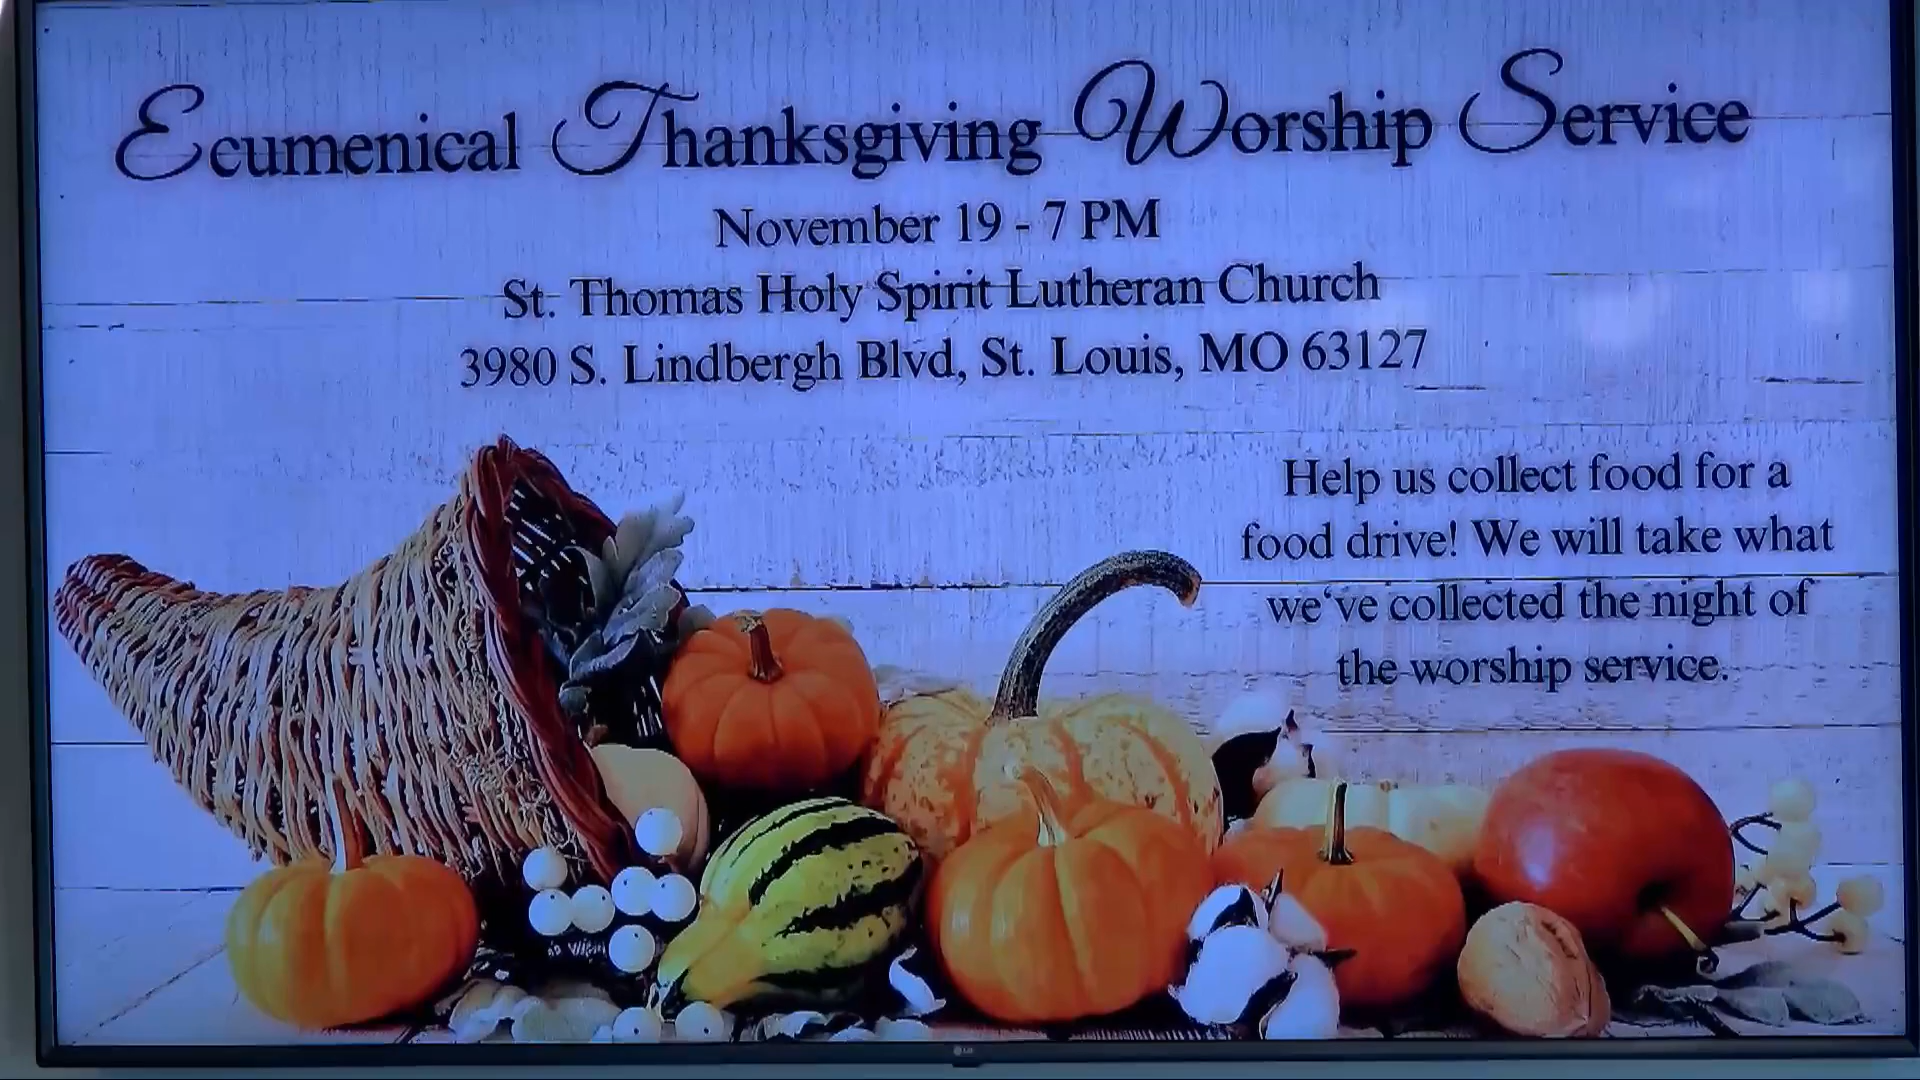 Ecumenical Thanksgiving Worship Service
November 19 - 7 PM
St. Thomas Holy Spirit Lutheran Church
3980 S. Lindbergh Blvd, St. Louis, MO 63127
Help us collect food for a
food drive! We will take what
we've collected the night of
the worship service.
LG